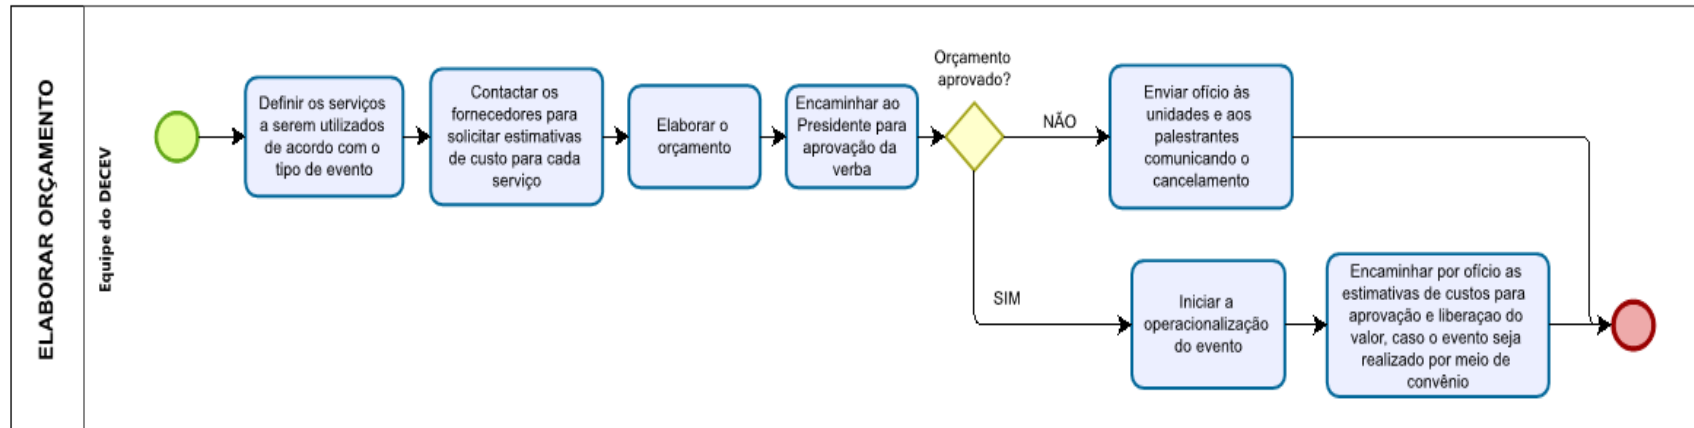 ELABORAR ORÇAMENTO
Equipe do DECEV
Definir os serviços
a serem utilizados
de acordo com o
tipo de evento
Contactar os
fornecedores para
solicitar estimativas
de custo para cada
serviço
Elaborar o
orçamento
Encaminhar ao
Presidente para
aprovação da
verba
Orçamento
aprovado?
NÃO
Enviar ofício às
unidades e aos
palestrantes
comunicando o
cancelamento
SIM
Iniciar a
operacionalização
do evento
Encaminhar por ofício as
estimativas de custos para
aprovação e liberaçao do
valor, caso o evento seja
realizado por meio de
convênio